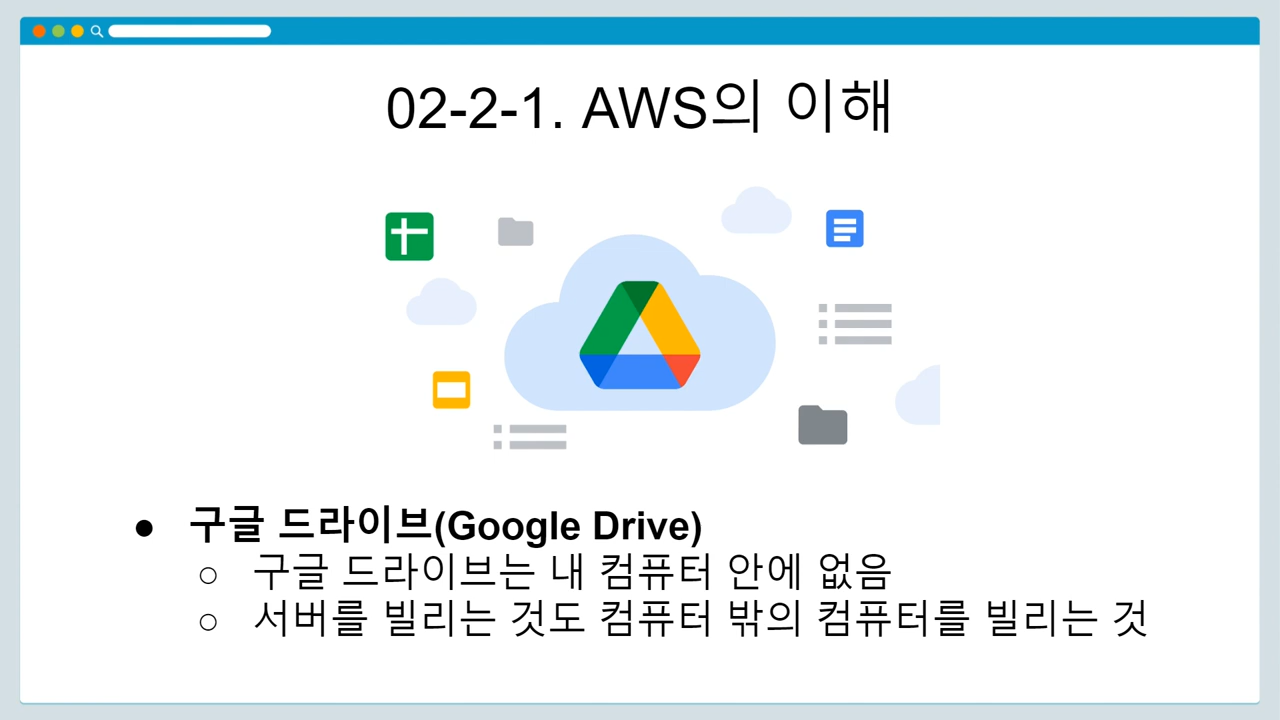 02-2-1. AWS의 이해
● 구글 드라이브(Google Drive)
○ 구글 드라이브는 내 컴퓨터 안에 없음
○ 서버를 빌리는 것도 컴퓨터 밖의 컴퓨터를 빌리는 것